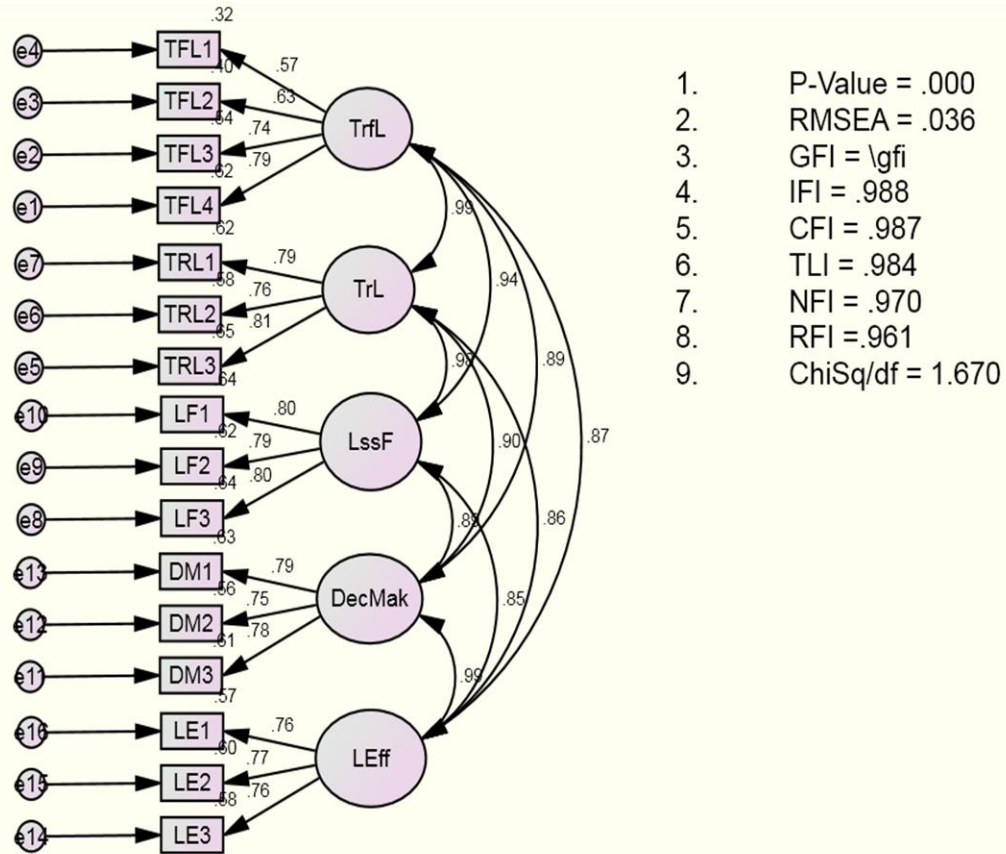 .32
e4
TFL1
.40
.57
e3
TFL2
.54
.63
TrfL
e2
TFL3
.62
.74
.79
e1
TFL4
.62
.99
e7
TRL1
.58
.79
TrL
.94
e6
TRL2
.65
.76
.81
e5
TRL3
.64
.89
e10
LF1
.62
.80
LssF
.90
.87
e9
LF2
.64
.79
.80
e8
LF3
.63
.89
.86
e13
DM1
.56
.79
DecMak
.85
e12
DM2
.61
.75
.78
e11
DM3
.57
.99
e16
LE1
.60
.76
LEff
e15
LE2
.58
.77
.76
e14
LE3
1. P-Value = .000
2. RMSEA = .036
3. GFI = \gfi
4. IFI = .988
5. CFI = .987
6. TLI = .984
7. NFI = .970
8. RFI =.961
9. ChiSq/df = 1.670